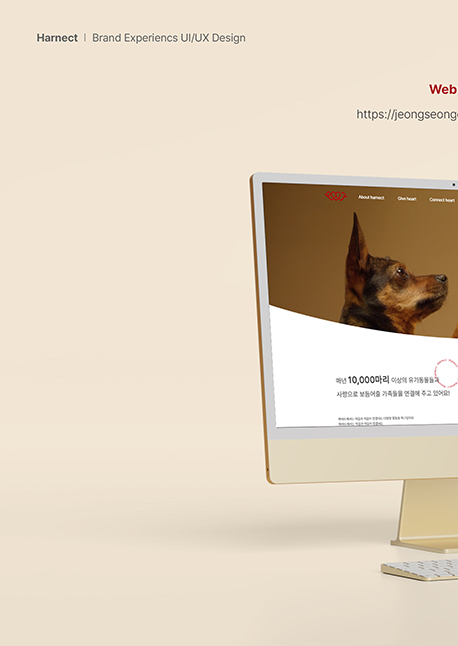 Harnect | Brand Experiencs UI/UX Design
Web
https://jeongseong
About harnect Give heart Connect heart
매년 10,000마리 이상의 유기동물들과
사랑으로 보듬어줄 가족들을 연결해 주고 있어요!